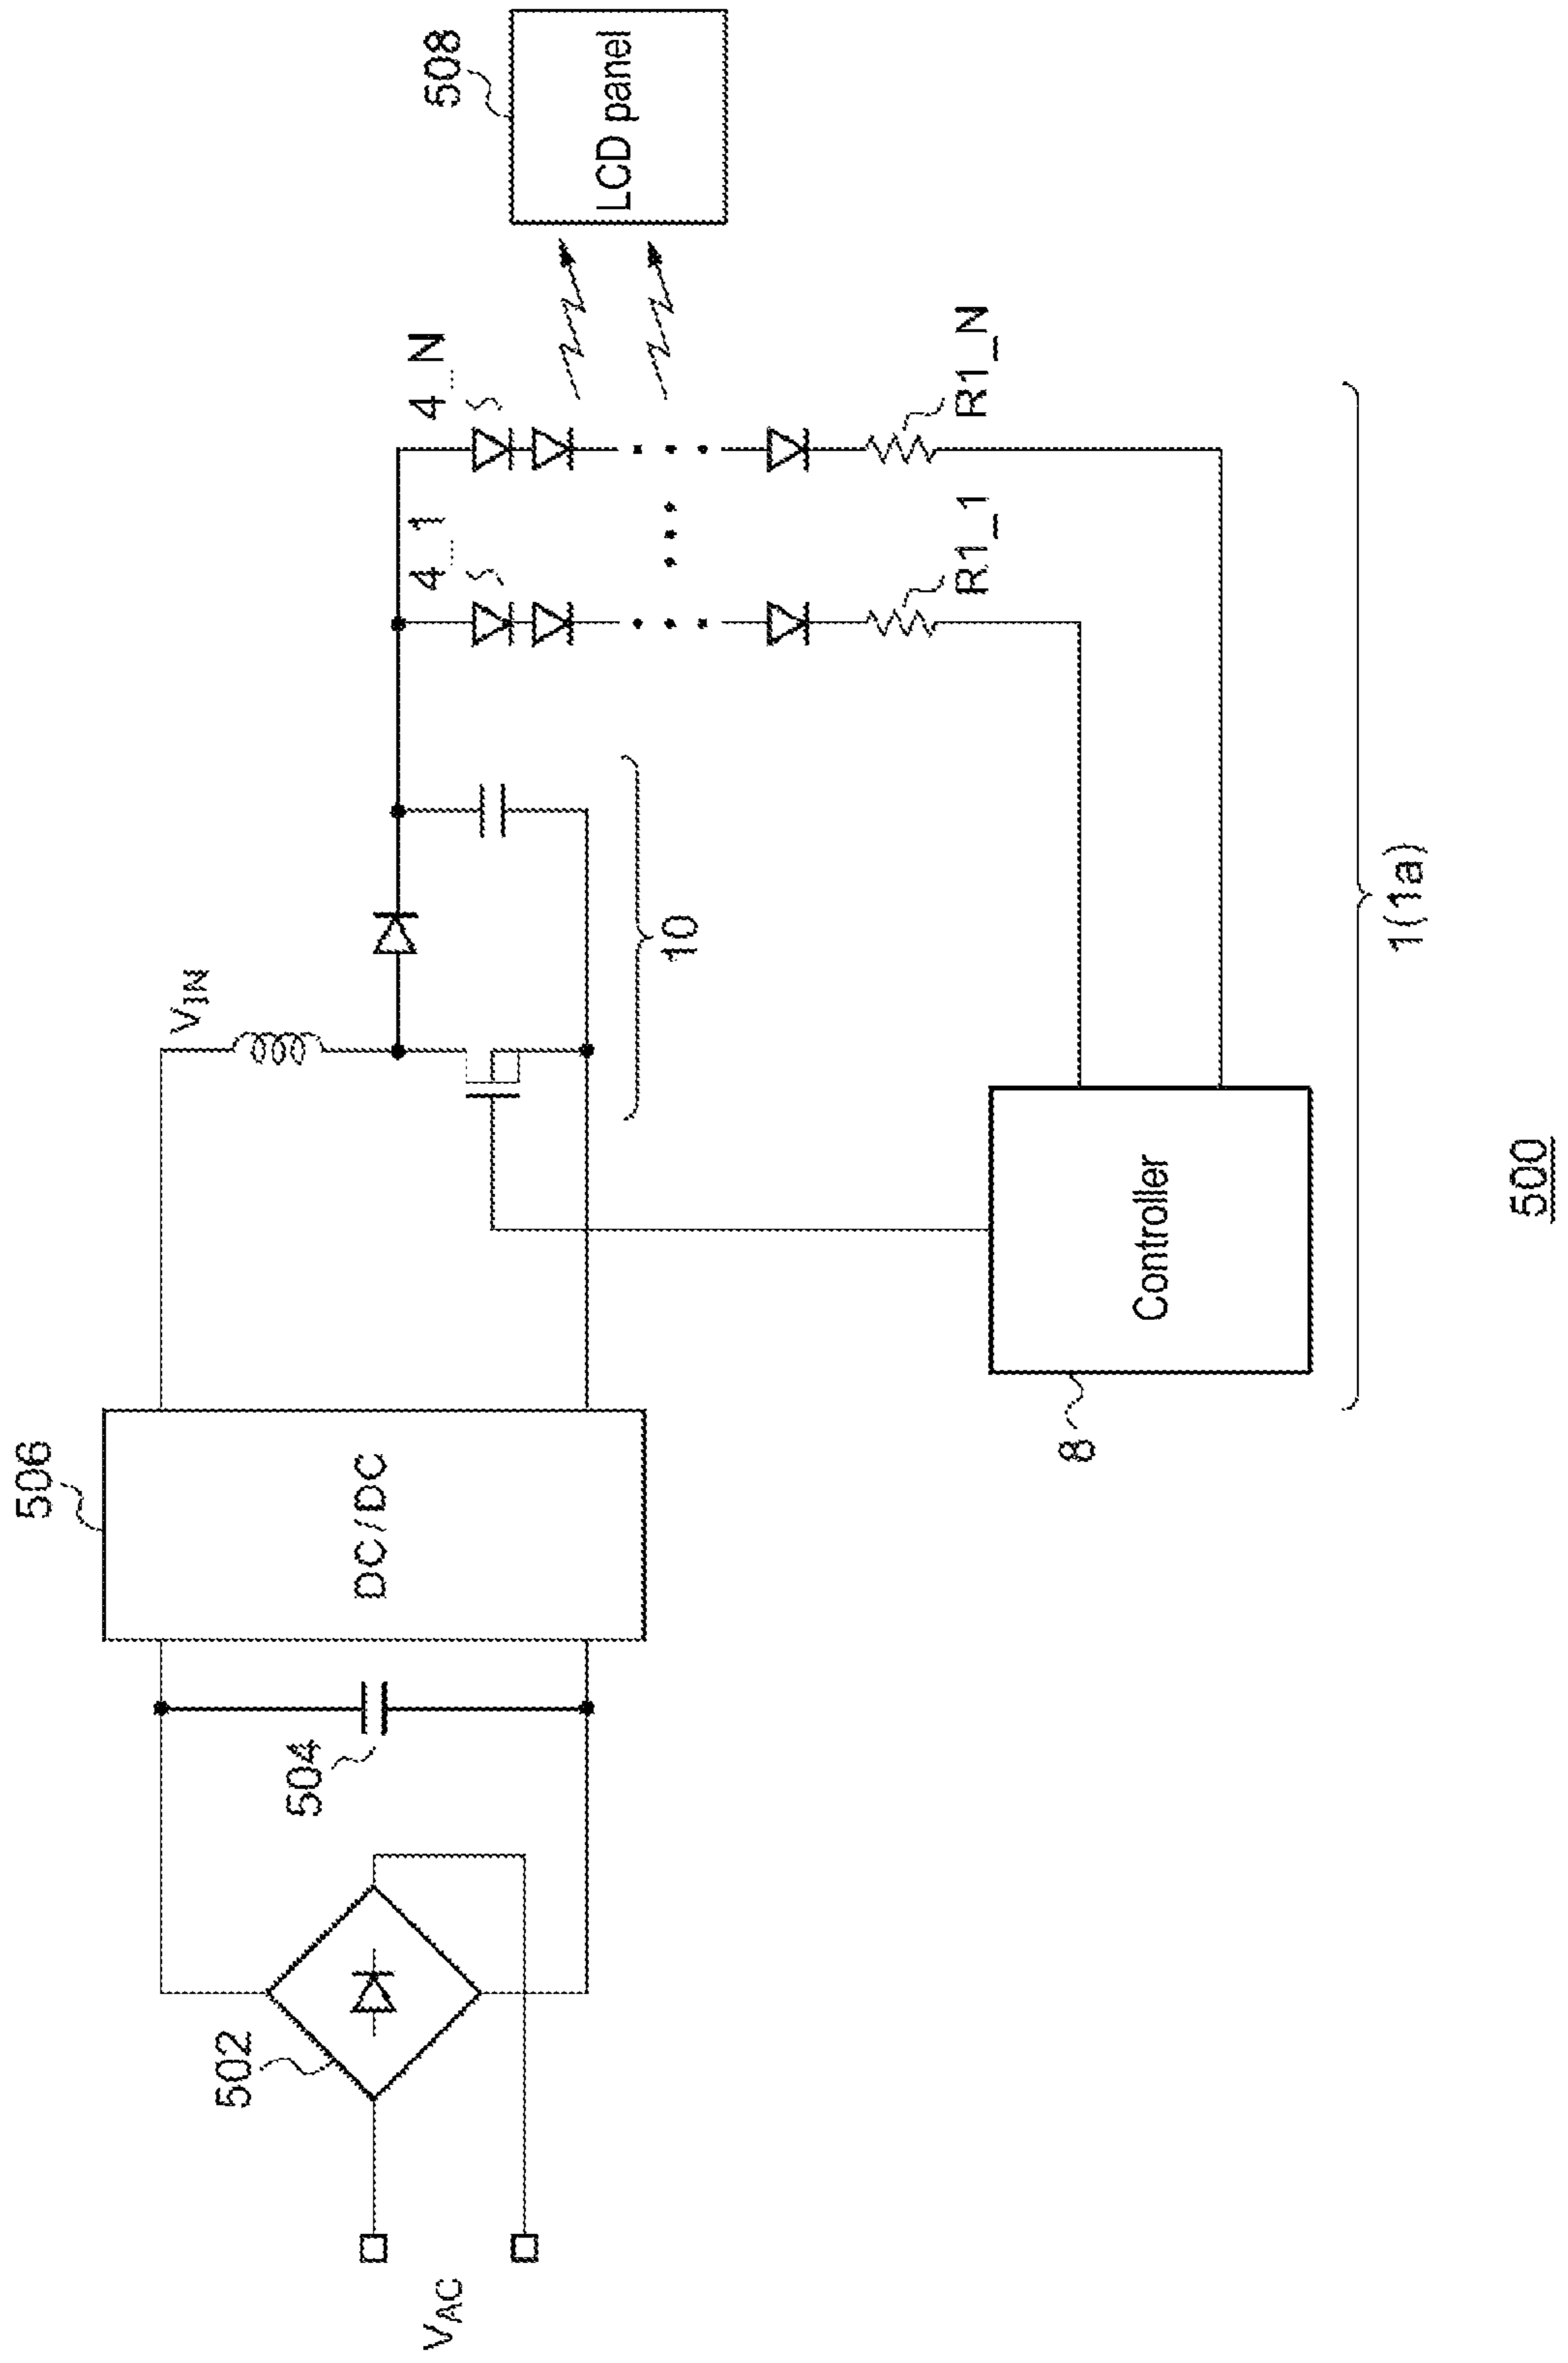 506
508
V_IN
4_1
4_N
502
504
DC/DC
LCD panel
V_AC
10
R1_1
R1_N
8
Controller
1(1a)
500